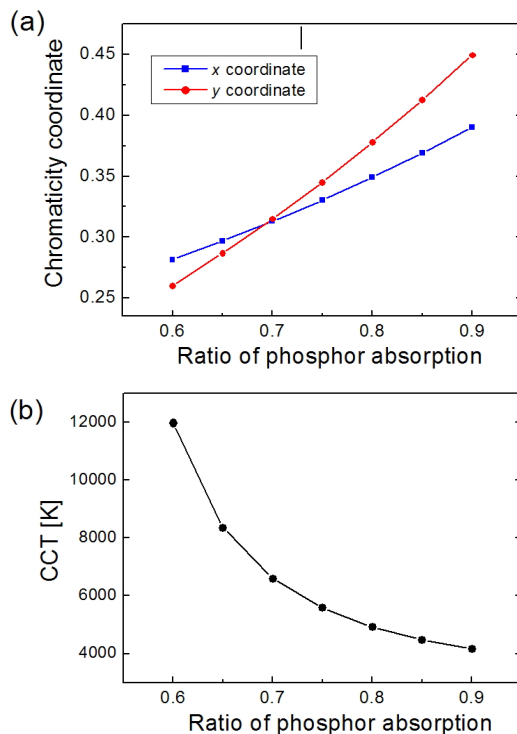 (a)
x coordinate
y coordinate
Chromaticity coordinate
0.45
0.40
0.35
0.30
0.25
0.6 0.7 0.8 0.9
Ratio of phosphor absorption
(b)
CCT [K]
12000
10000
8000
6000
4000
0.6 0.7 0.8 0.9
Ratio of phosphor absorption